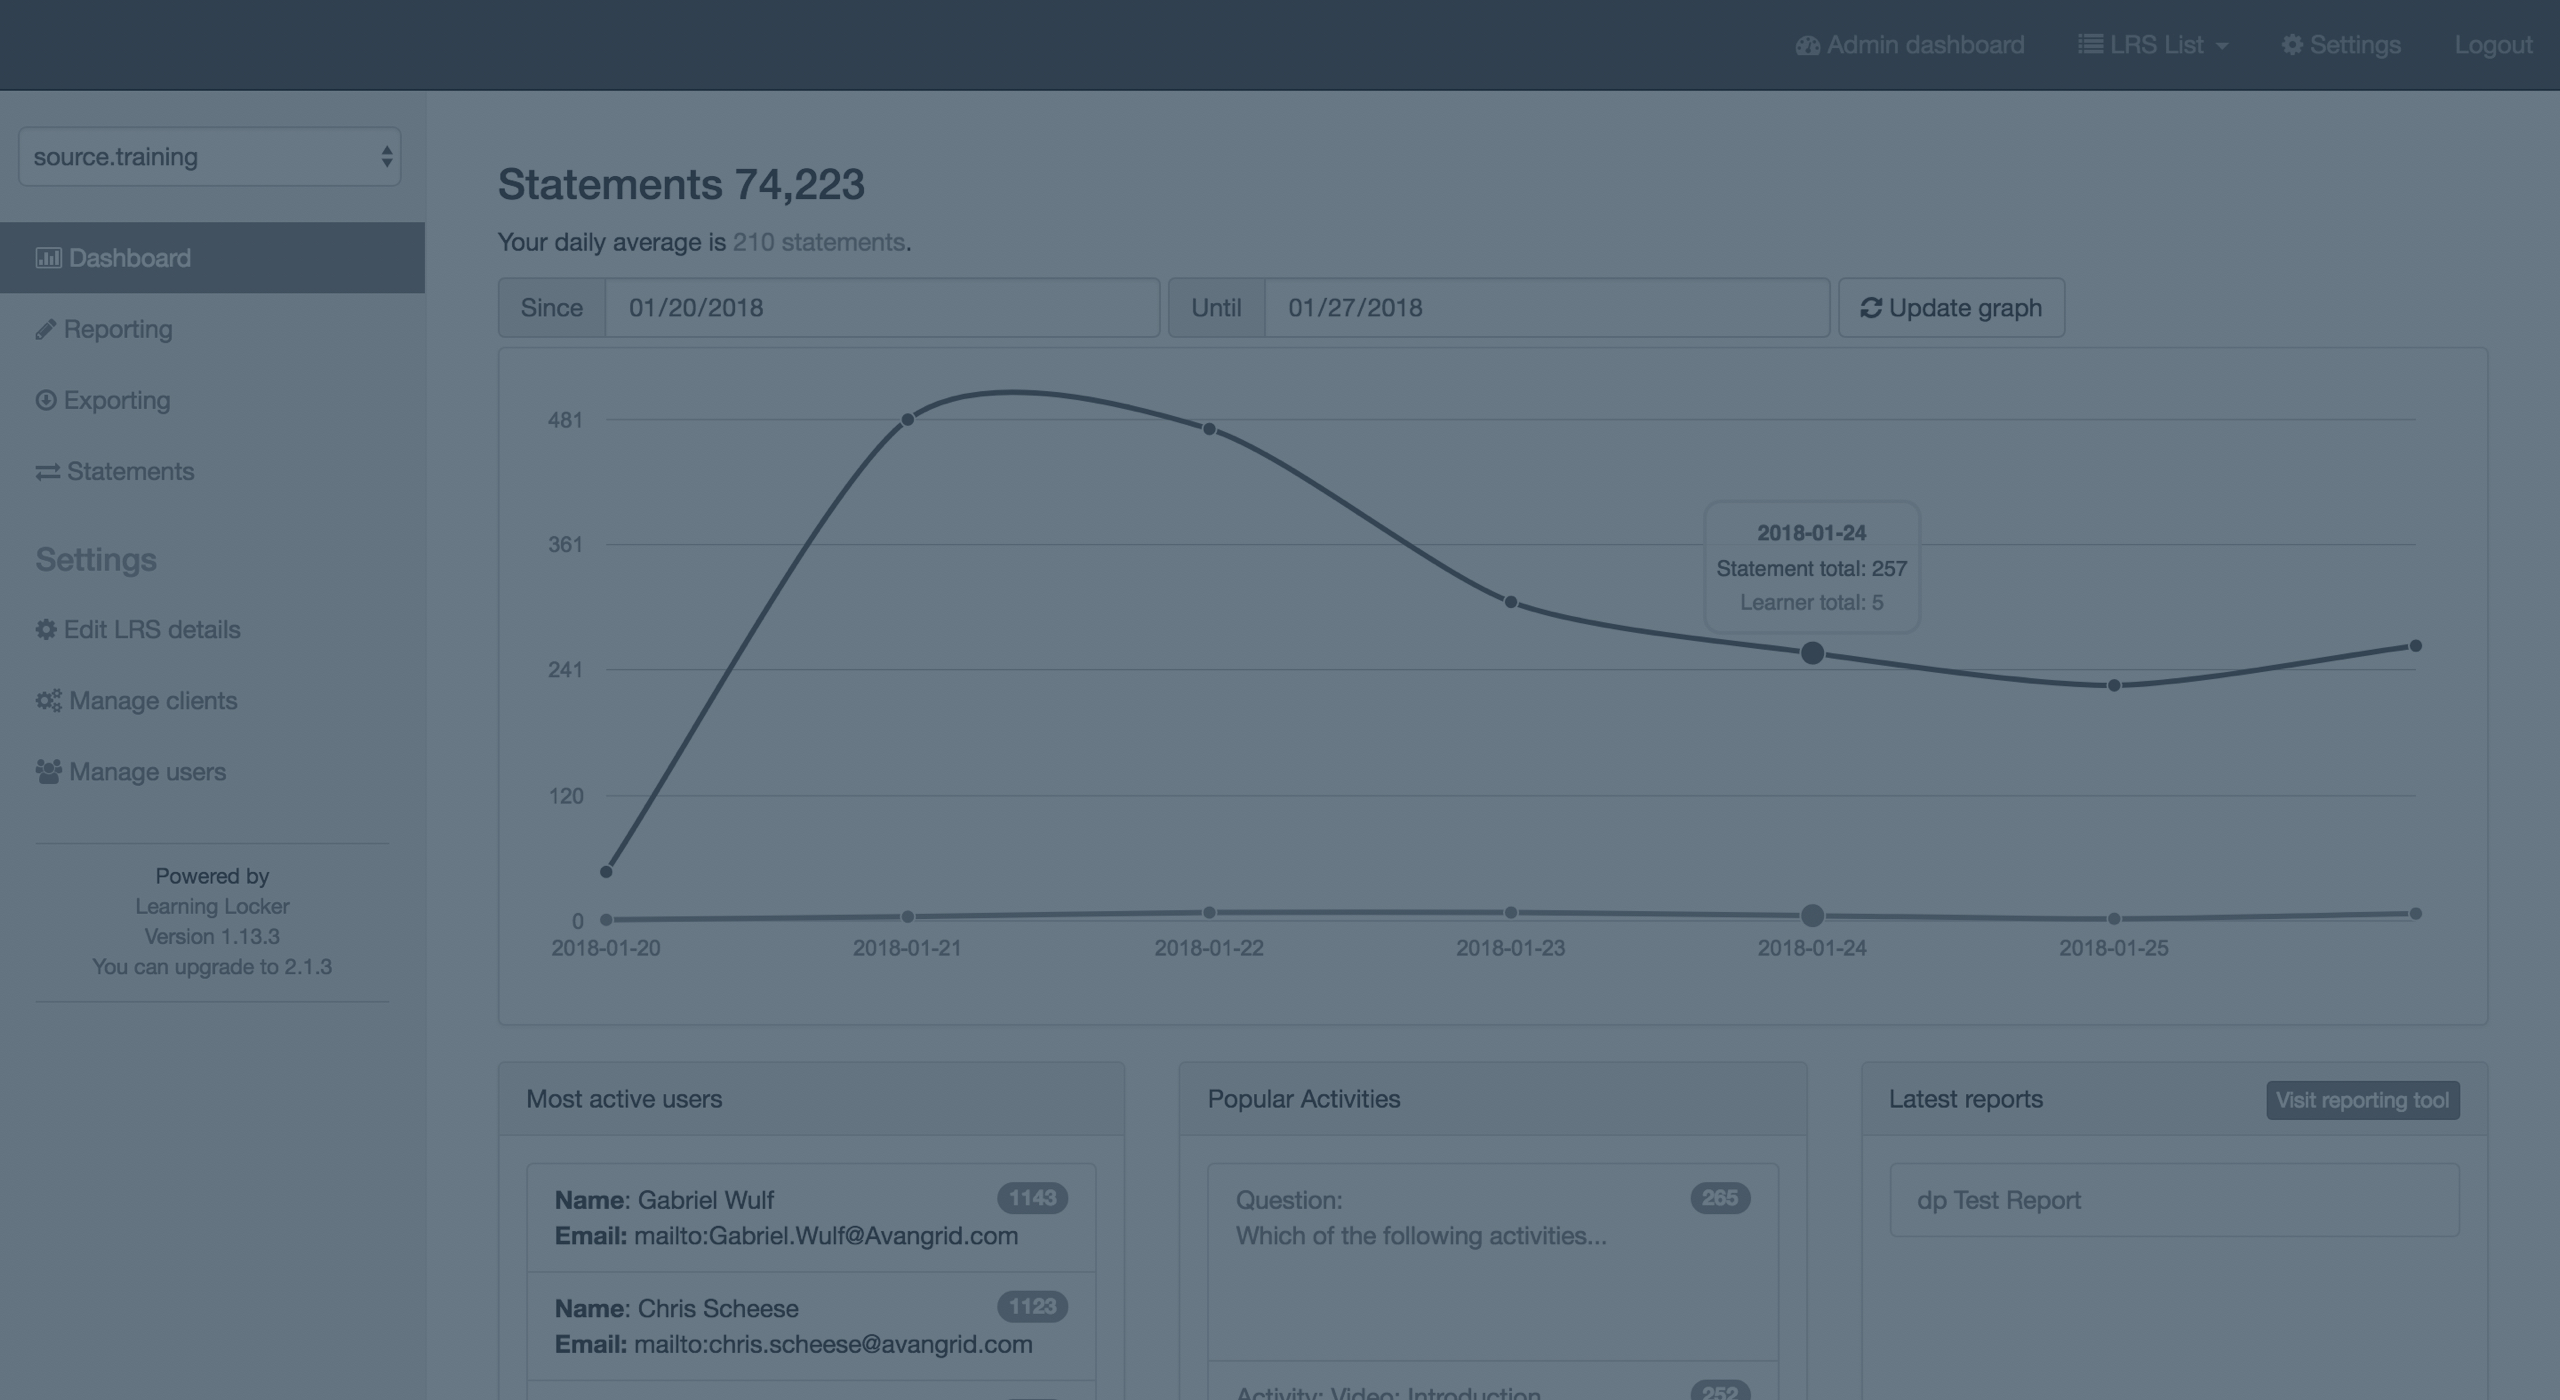 Admin dashboard LRS List Settings Logout
source.training
Dashboard
Reporting
Exporting
Statements
Settings
Edit LRS details
Manage clients
Manage users
Powered by
Learning Locker
Version 1.13.3
You can upgrade to 2.1.3
Statements 74,223
Your daily average is 210 statements.
Since 01/20/2018 Until 01/27/2018 Update graph
481
361
241
120
0
2018-01-24
Statement total: 257
Learner total: 5
2018-01-20 2018-01-21 2018-01-22 2018-01-23 2018-01-24 2018-01-25
Most active users
Name: Gabriel Wulf 1143
Email: mailto:Gabriel.Wulf@Avangrid.com
Name: Chris Scheese 1123
Email: mailto:chris.scheese@avangrid.com
Popular Activities
Question: 265
Which of the following activities...
Activity: Video: Introduction 252
Latest reports Visit reporting tool
dp Test Report